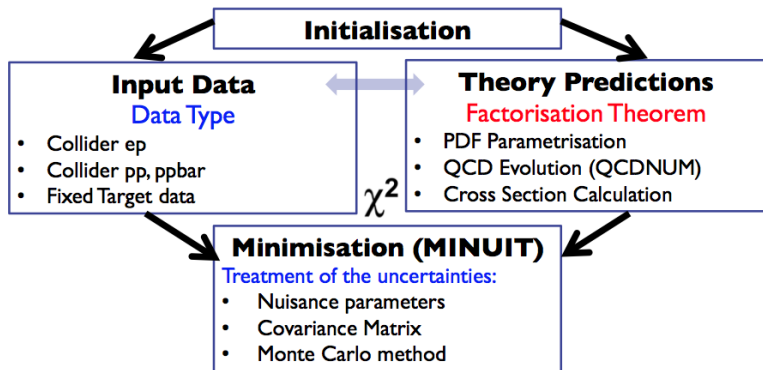 Initialisation
Input Data
Data Type
• Collider ep
• Collider pp, ppbar
• Fixed Target data
Theory Predictions
Factorisation Theorem
• PDF Parametrisation
• QCD Evolution (QCDNUM)
• Cross Section Calculation
χ²
Minimisation (MINUIT)
Treatment of the uncertainties:
• Nuisance parameters
• Covariance Matrix
• Monte Carlo method